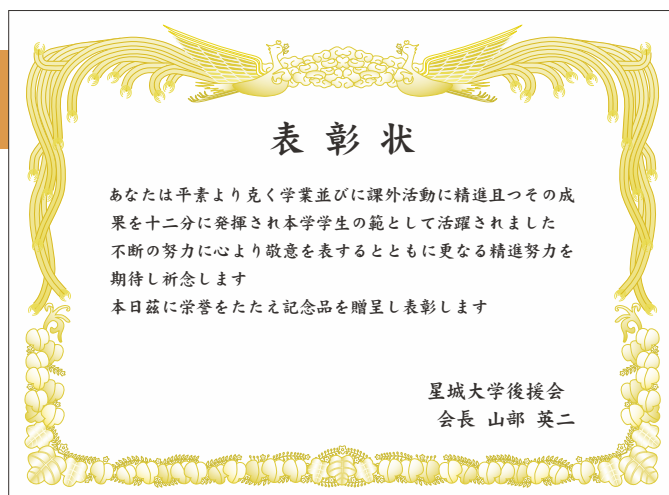 表彰状
あなたは平素より克く学業並びに課外活動に精進且つその成
果を十二分に発揮され本学学生の範として活躍されました
不断の努力に心より敬意を表するとともに更なる精進努力を
期待し祈念します
本日茲に栄誉をたたえ記念品を贈呈し表彰します
星城大学後援会
会長 山部 英二